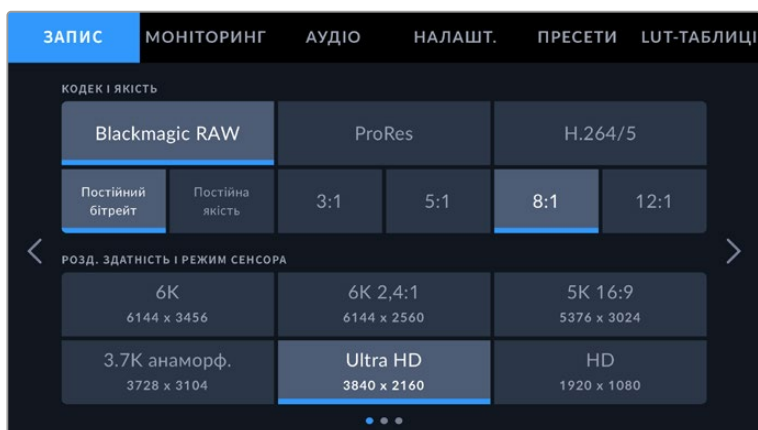 ЗАПИС МОНІТОРИНГ АУДІО НАЛАШТ. ПРЕСЕТИ LUT-ТАБЛИЦІ
КОДЕК І ЯКІСТЬ
Blackmagic RAW ProRes H.264/5
Постійний бітрейт Постійна якість 3:1 5:1 8:1 12:1
РОЗД. ЗДАТНІСТЬ І РЕЖИМ СЕНСОРА
6K 6K 2,4:1 5K 16:9
6144 x 3456 6144 x 2560 5376 x 3024
3.7K анаморф. Ultra HD HD
3728 x 3104 3840 x 2160 1920 x 1080